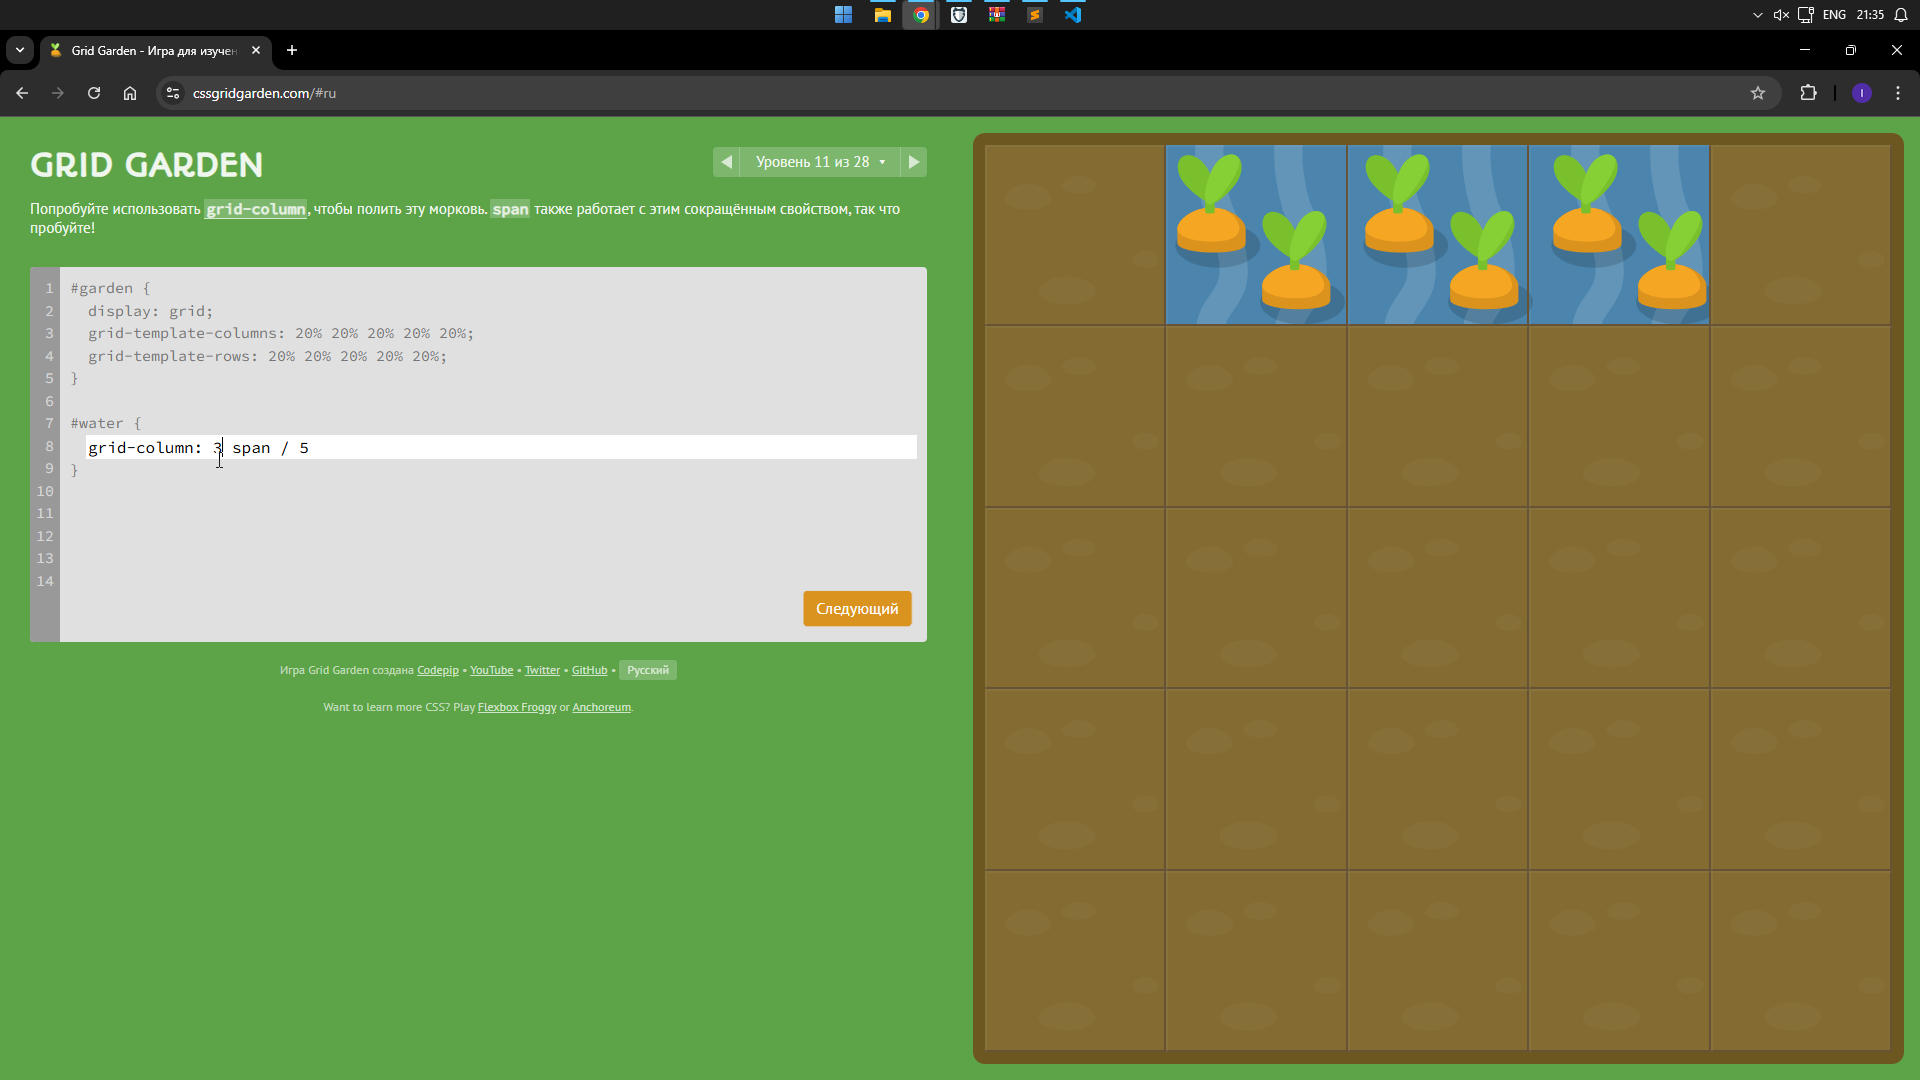 ENG 21:35
Grid Garden - Игра для изучен
cssgridgarden.com/#ru
I
GRID GARDEN
Уровень 11 из 28
Попробуйте использовать grid-column, чтобы полить эту морковь. span также работает с этим сокращённым свойством, так что
пробуйте!
1 #garden {
2 display: grid;
3 grid-template-columns: 20% 20% 20% 20% 20%;
4 grid-template-rows: 20% 20% 20% 20% 20%;
5 }
6
7 #water {
8 grid-column: 3 span / 5
9 }
10
11
12
13
14
Следующий
Игра Grid Garden создана Codepip • YouTube • Twitter • GitHub • Русский
Want to learn more CSS? Play Flexbox Froggy or Anchoreum.